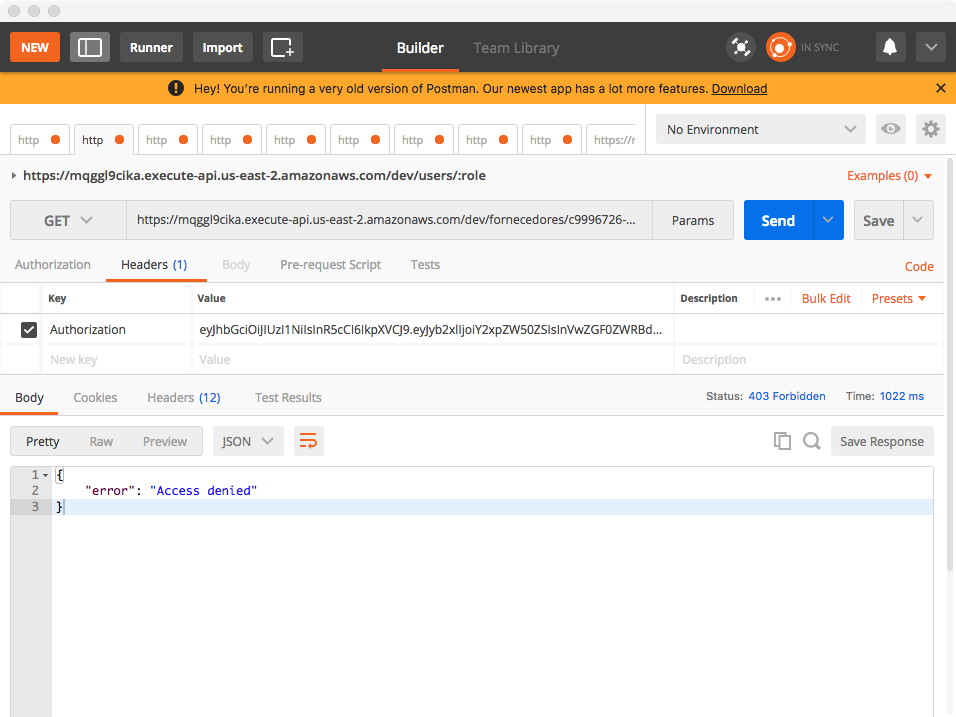 NEW Runner Import Builder Team Library IN SYNC
Hey! You're running a very old version of Postman. Our newest app has a lot more features. Download
http http http http http http http http http https://r No Environment
https://mqggl9cika.execute-api.us-east-2.amazonaws.com/dev/users/:role Examples (0)
GET https://mqggl9cika.execute-api.us-east-2.amazonaws.com/dev/fornecedores/c9996726-... Params Send Save
Authorization Headers (1) Body Pre-request Script Tests Code
Key Value Description Bulk Edit Presets
Authorization eyJhbGciOiJIUzI1NiIsInR5cCI6IkpXVCJ9.eyJyb2xlIjoiY2xpZW50ZSIsInVwZGF0ZWRBd...
New key Value Description
Body Cookies Headers (12) Test Results Status: 403 Forbidden Time: 1022 ms
Pretty Raw Preview JSON Save Response
1 {
2 "error": "Access denied"
3 }